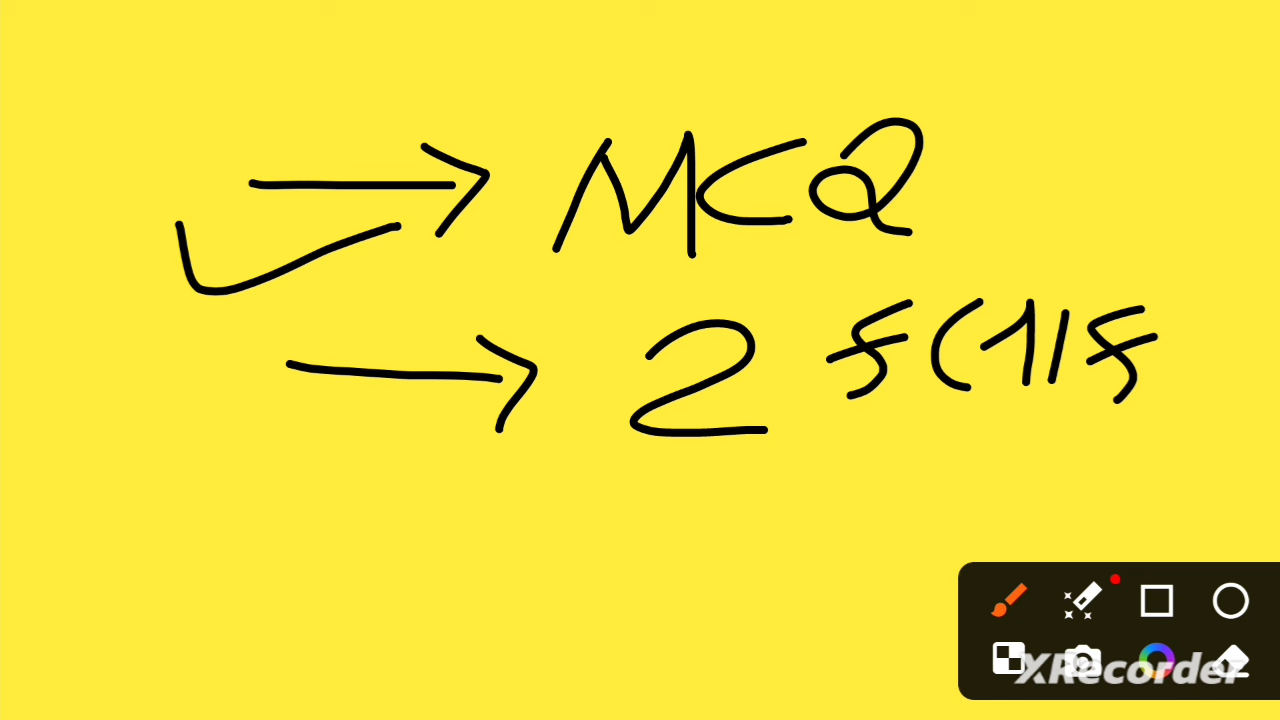 → MCQ
→ 2
XRecorder